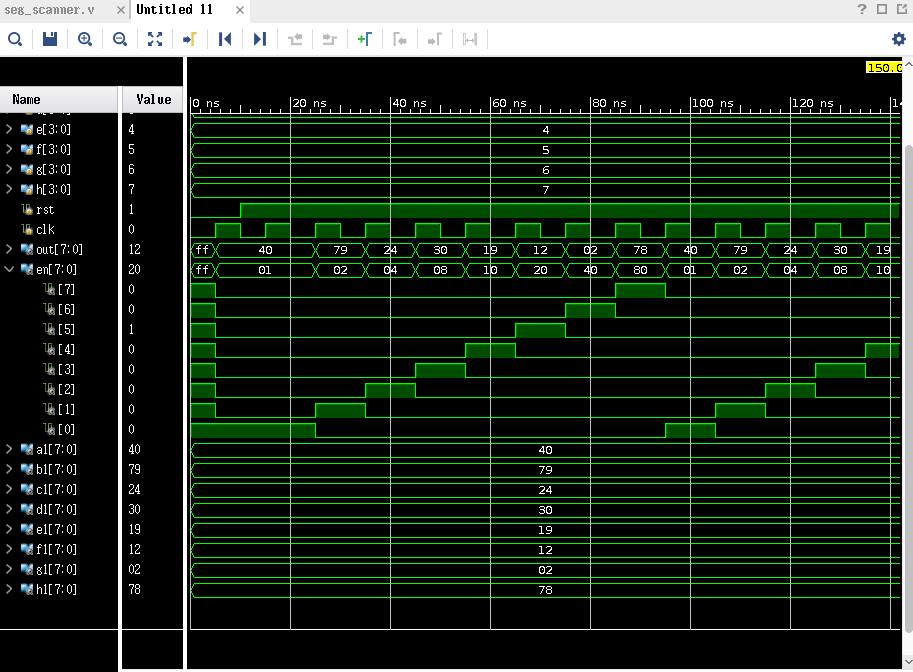 seg_scanner.v × Untitled 11 ×
150.0
Name Value 0 ns 20 ns 40 ns 60 ns 80 ns 100 ns 120 ns 14
e[3:0] 4 4
f[3:0] 5 5
g[3:0] 6 6
h[3:0] 7 7
rst 1
clk 0
out[7:0] 12 ff 40 79 24 30 19 12 02 78 40 79 24 30 19
en[7:0] 20 ff 01 02 04 08 10 20 40 80 01 02 04 08 10
[7] 0
[6] 0
[5] 1
[4] 0
[3] 0
[2] 0
[1] 0
[0] 0
a1[7:0] 40 40
b1[7:0] 79 79
c1[7:0] 24 24
d1[7:0] 30 30
e1[7:0] 19 19
f1[7:0] 12 12
g1[7:0] 02 02
h1[7:0] 78 78